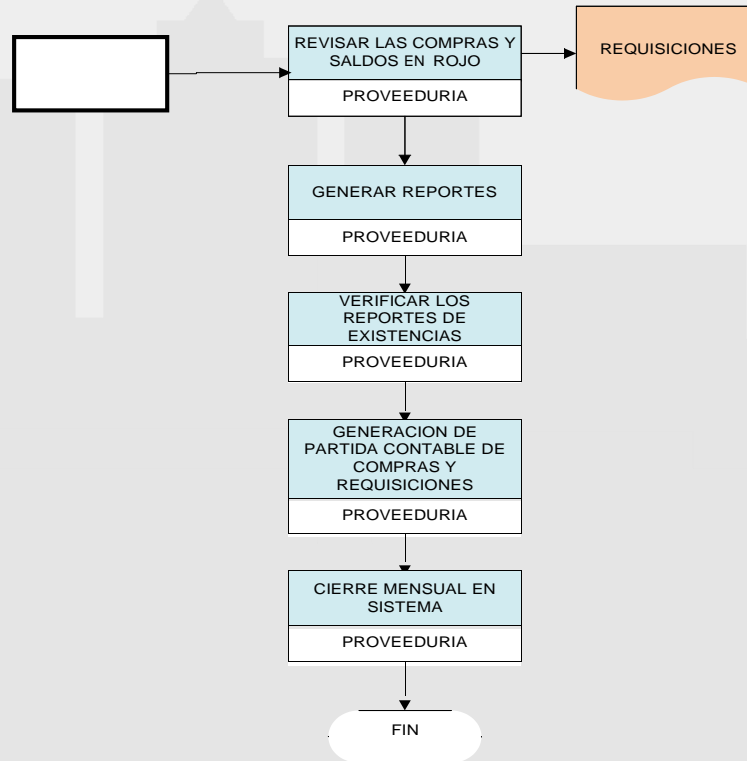 REVISAR LAS COMPRAS Y
SALDOS EN ROJO
PROVEEDURIA
REQUISICIONES
GENERAR REPORTES
PROVEEDURIA
VERIFICAR LOS
REPORTES DE
EXISTENCIAS
PROVEEDURIA
GENERACION DE
PARTIDA CONTABLE DE
COMPRAS Y
REQUISICIONES
PROVEEDURIA
CIERRE MENSUAL EN
SISTEMA
PROVEEDURIA
FIN